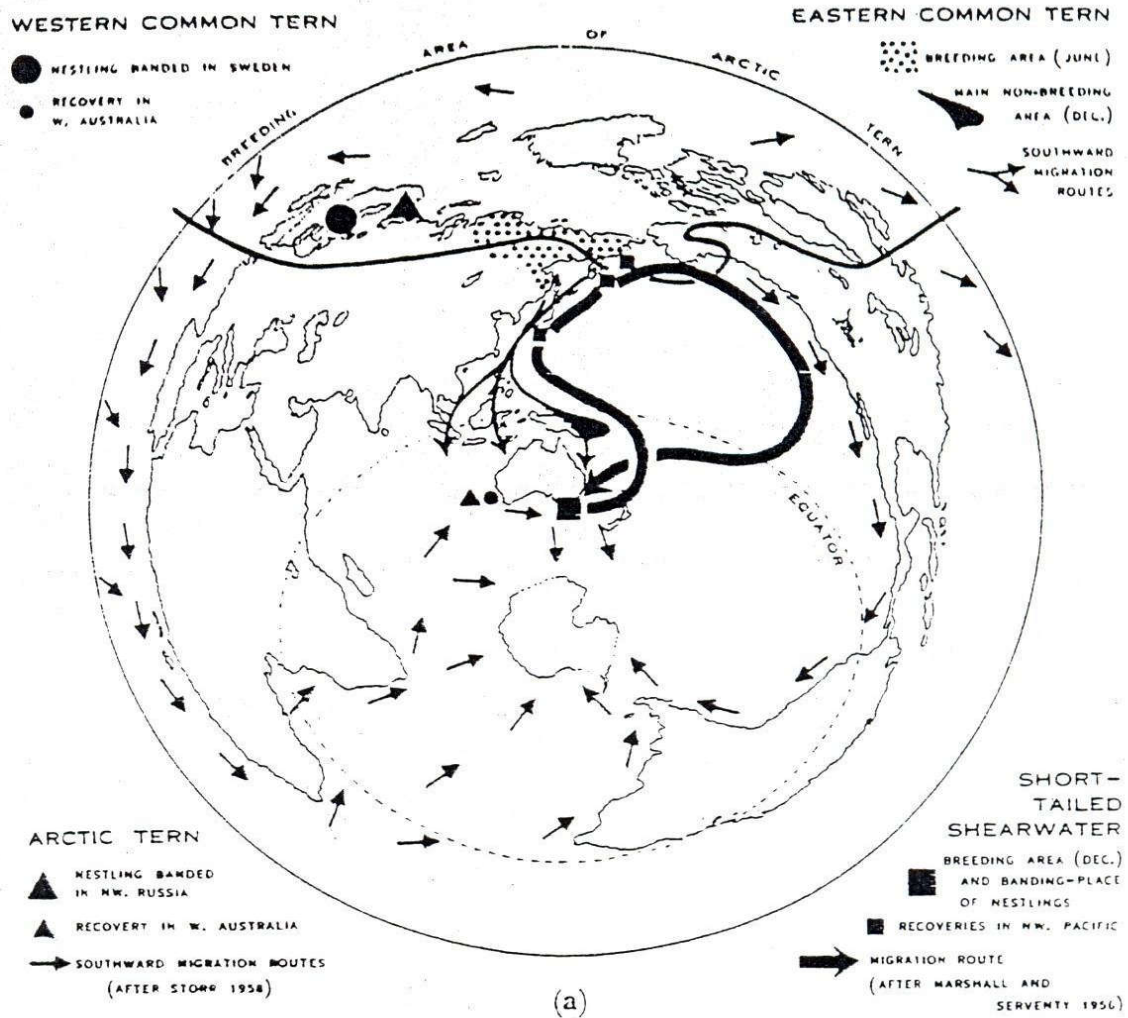 WESTERN COMMON TERN
NESTLING BANDED IN SWEDEN
RECOVERY IN
W. AUSTRALIA
EASTERN COMMON TERN
BREEDING AREA (JUNE)
MAIN NON-BREEDING
AREA (DEC.)
SOUTHWARD
MIGRATION
ROUTES
BREEDING AREA OF ARCTIC TERN
EQUATOR
ARCTIC TERN
NESTLING BANDED
IN NW. RUSSIA
RECOVERY IN W. AUSTRALIA
SOUTHWARD MIGRATION ROUTES
(AFTER STORR 1958)
SHORT-
TAILED
SHEARWATER
BREEDING AREA (DEC.)
AND BANDING-PLACE
OF NESTLINGS
RECOVERIES IN NW. PACIFIC
MIGRATION ROUTE
(AFTER MARSHALL AND
SERVENTY 1956)
(a)